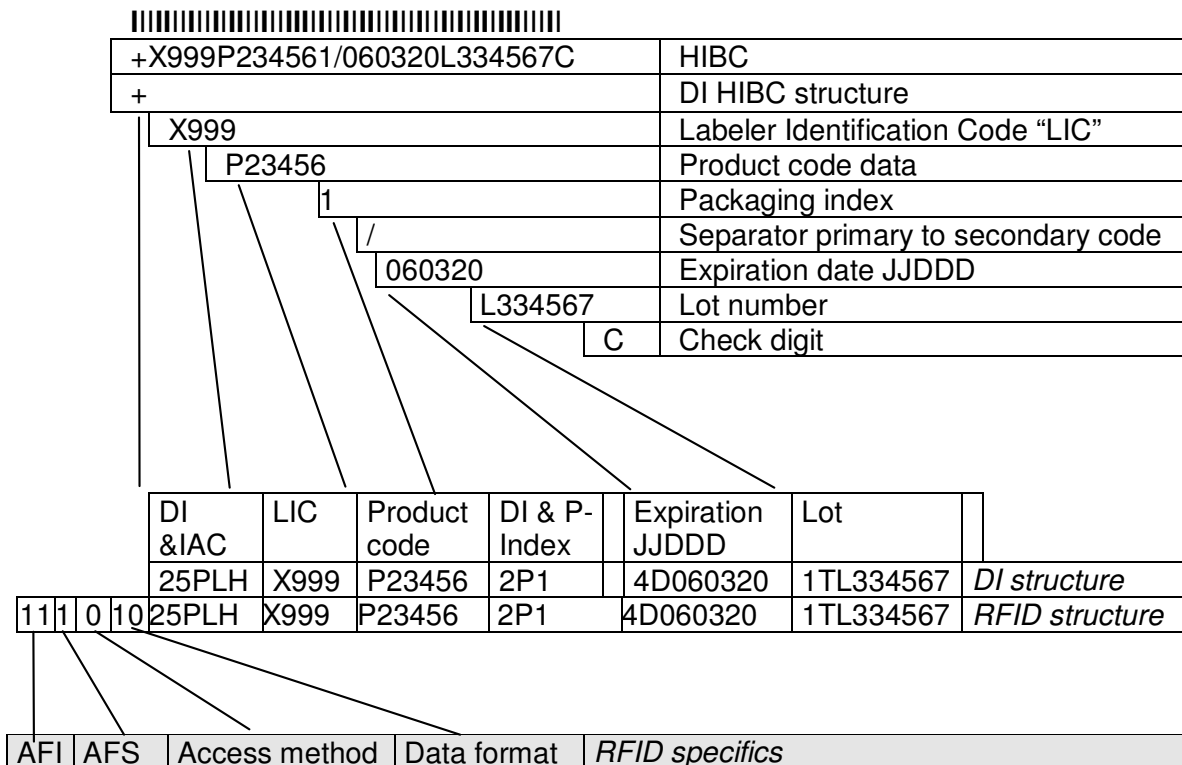 +X999P234561/060320L334567C HIBC
+ DI HIBC structure
X999 Labeler Identification Code “LIC”
P23456 Product code data
1 Packaging index
/ Separator primary to secondary code
060320 Expiration date JJDDD
L334567 Lot number
C Check digit
DI LIC Product DI & P- Expiration Lot
&IAC code Index JJDDD
25PLH X999 P23456 2P1 4D060320 1TL334567 DI structure
11 1 0 10 25PLH X999 P23456 2P1 4D060320 1TL334567 RFID structure
AFI AFS Access method Data format RFID specifics